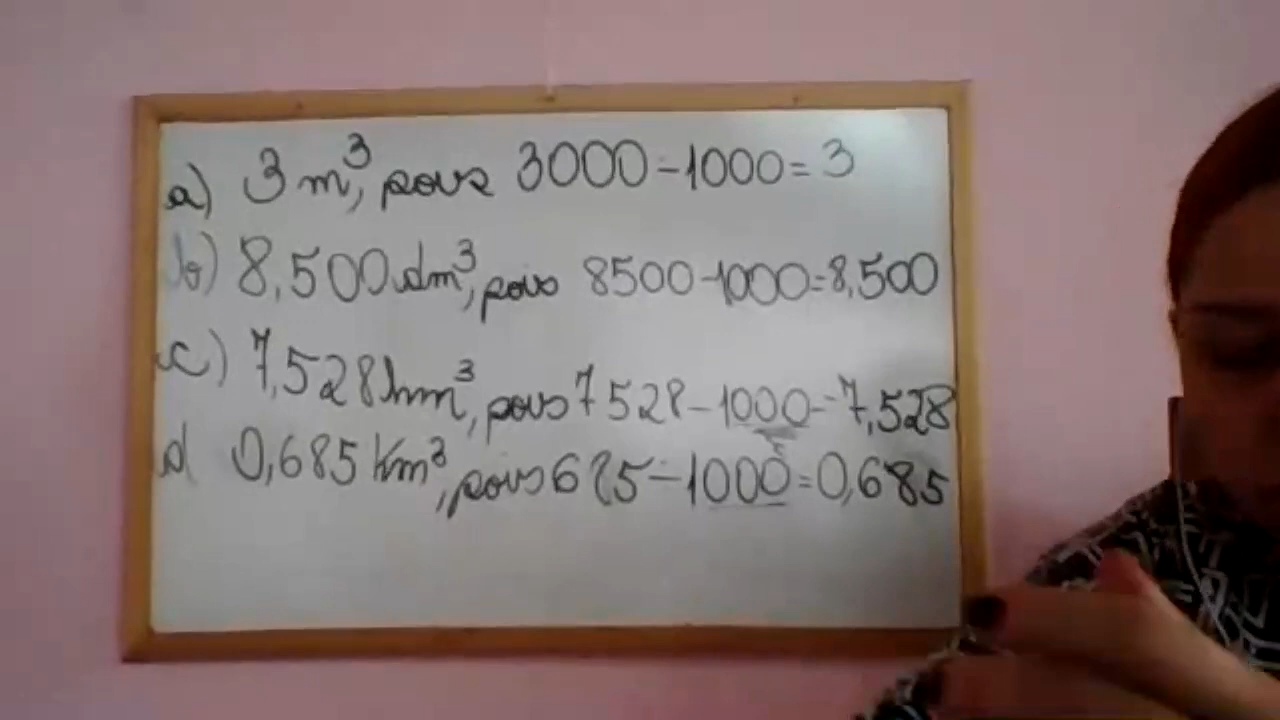 a) 3 m³, pois 3000 ÷ 1000 = 3
b) 8,500 dm³, pois 8500 ÷ 1000 = 8,500
c) 7,528 hm³, pois 7528 ÷ 1000 = 7,528
d 0,685 Km³, pois 685 ÷ 1000 = 0,685